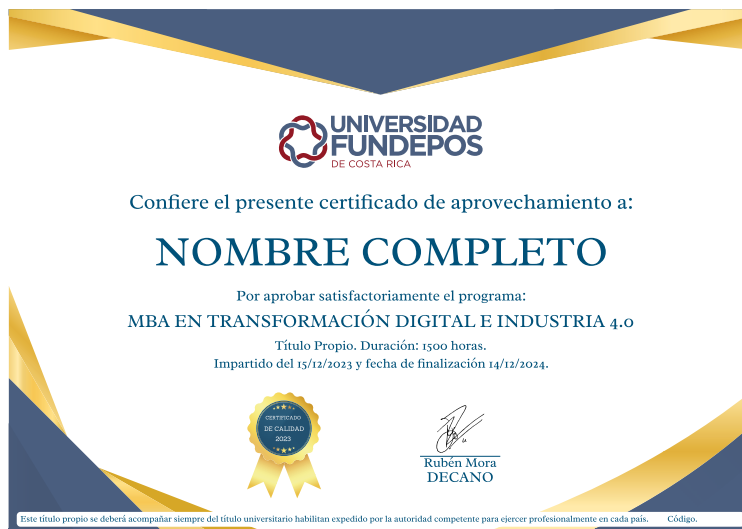 UNIVERSIDAD
FUNDEPOS
DE COSTA RICA
Confiere el presente certificado de aprovechamiento a:
NOMBRE COMPLETO
Por aprobar satisfactoriamente el programa:
MBA EN TRANSFORMACIÓN DIGITAL E INDUSTRIA 4.0
Título Propio. Duración: 1500 horas.
Impartido del 15/12/2023 y fecha de finalización 14/12/2024.
CERTIFICADO
DE CALIDAD
2023
Rubén Mora
DECANO
Este título propio se deberá acompañar siempre del título universitario habilitan expedido por la autoridad competente para ejercer profesionalmente en cada país. Código.